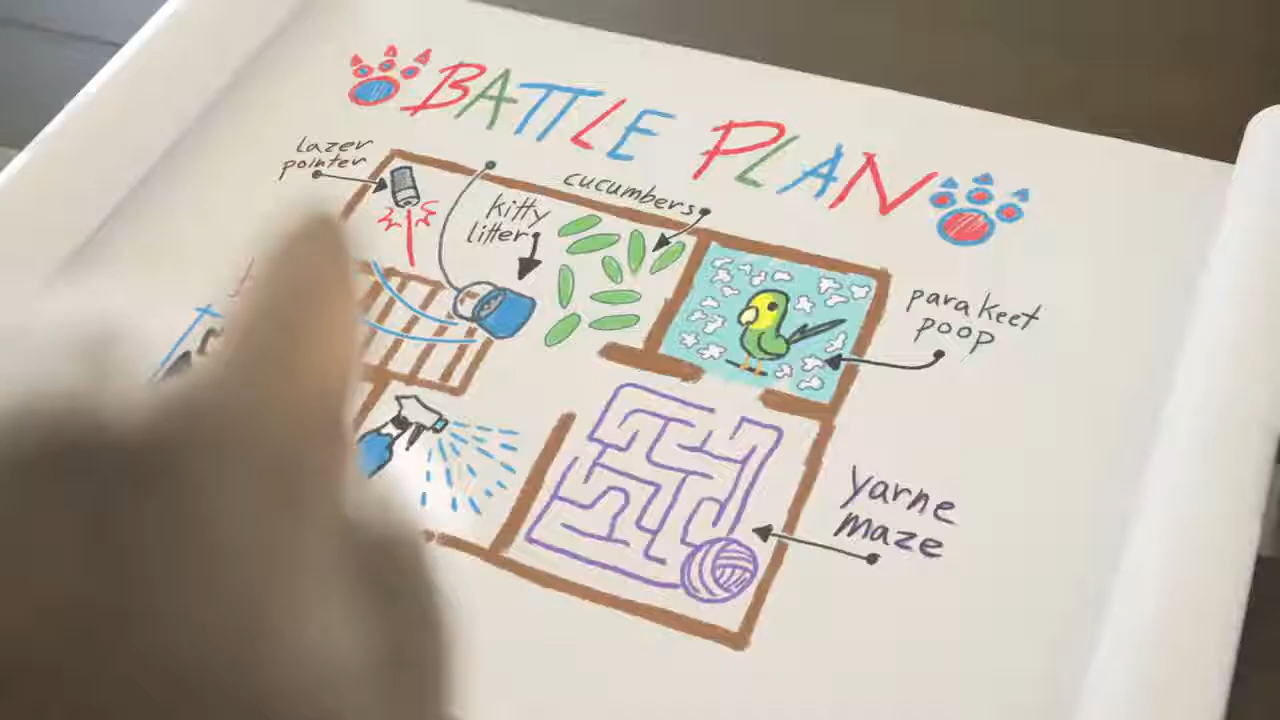 BATTLE PLAN
lazer
pointer
kitty
litter
cucumbers
parakeet
poop
yarne
maze